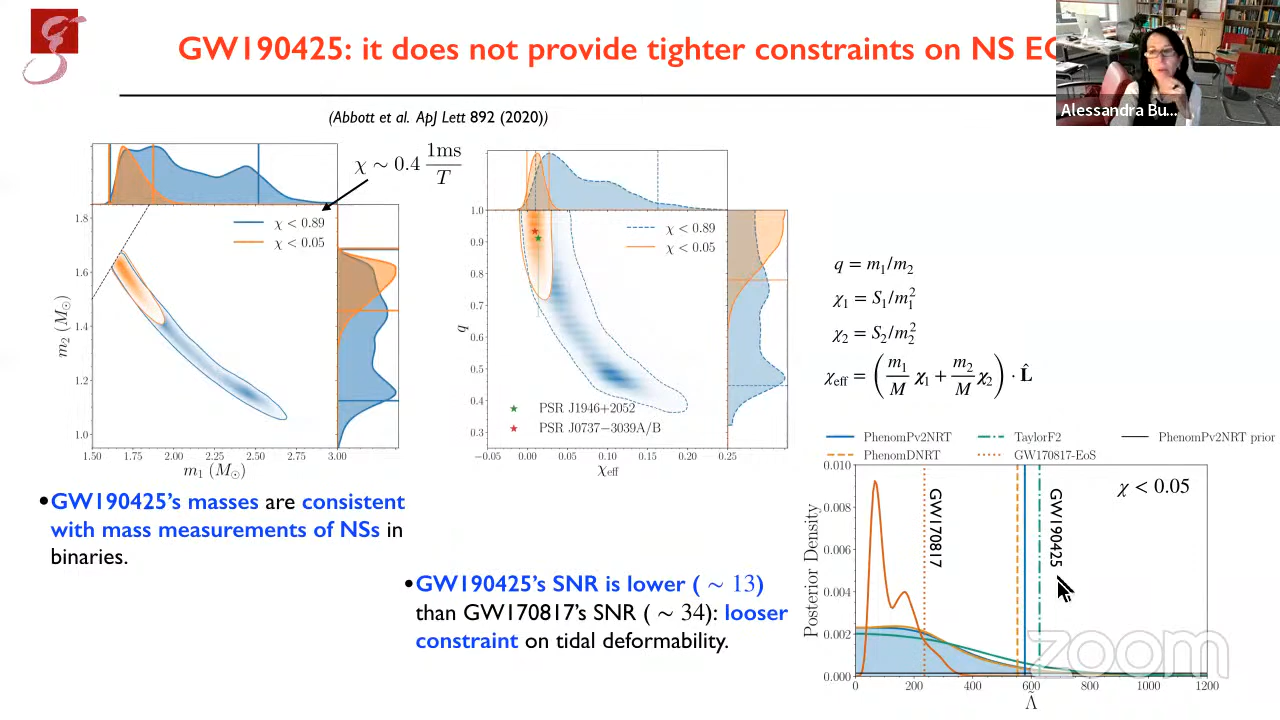 GW190425: it does not provide tighter constraints on NS
Alessandra Bu...
(Abbott et al. ApJ Lett 892 (2020))
χ ∼ 0.4 1ms/T
χ < 0.89
χ < 0.05
1.8
1.6
1.4
1.2
1.0
m2 (M⊙)
1.50 1.75 2.00 2.25 2.50 2.75 3.00
m1 (M⊙)
χ < 0.89
χ < 0.05
1.0
0.9
0.8
0.7
0.6
0.5
0.4
0.3
q
PSR J1946+2052
PSR J0737−3039A/B
−0.05 0.00 0.05 0.10 0.15 0.20 0.25
χeff
q = m1/m2
χ1 = S1/m1²
χ2 = S2/m2²
χeff = (m1/M χ1 + m2/M χ2) · L̂
•GW190425's masses are consistent
with mass measurements of NSs in
binaries.
•GW190425's SNR is lower ( ∼ 13)
than GW170817's SNR ( ∼ 34): looser
constraint on tidal deformability.
PhenomPv2NRT TaylorF2 PhenomPv2NRT prior
PhenomDNRT GW170817-EoS
0.010
0.008
0.006
0.004
0.002
0.000
Posterior Density
χ < 0.05
GW170817
GW190425
0 200 400 600 800 1000 1200
Λ̃
zoom